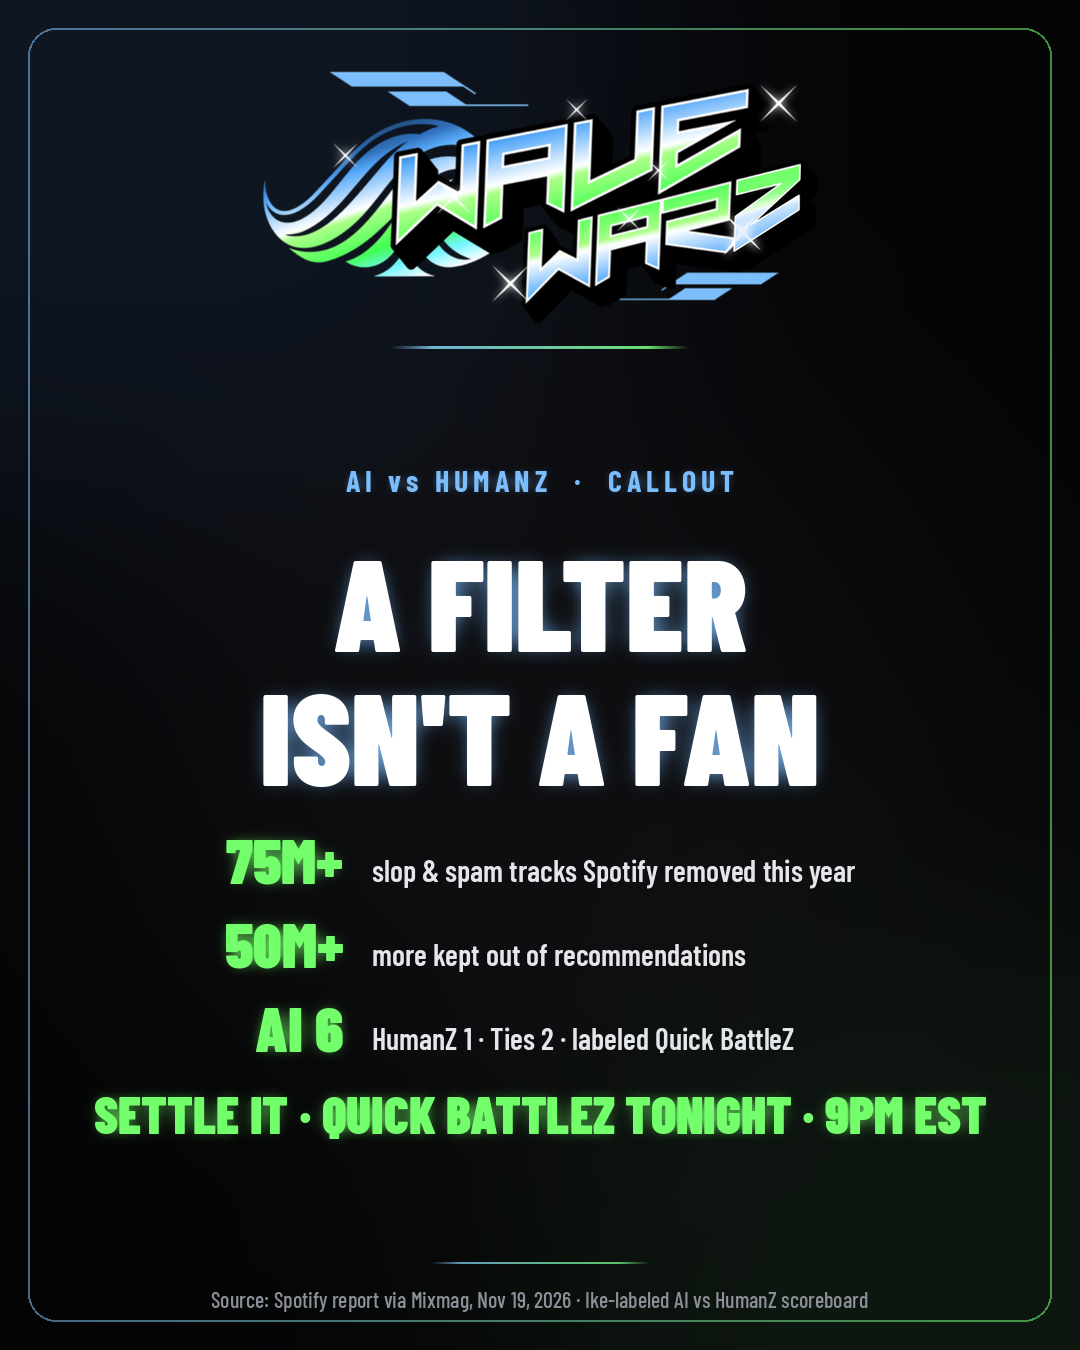 WAVE
WARZ
AI vs HUMANZ · CALLOUT
A FILTER
ISN'T A FAN
75M+ slop & spam tracks Spotify removed this year
50M+ more kept out of recommendations
AI 6 HumanZ 1 · Ties 2 · labeled Quick BattleZ
SETTLE IT · QUICK BATTLEZ TONIGHT · 9PM EST
Source: Spotify report via Mixmag, Nov 19, 2026 · Ike-labeled AI vs HumanZ scoreboard